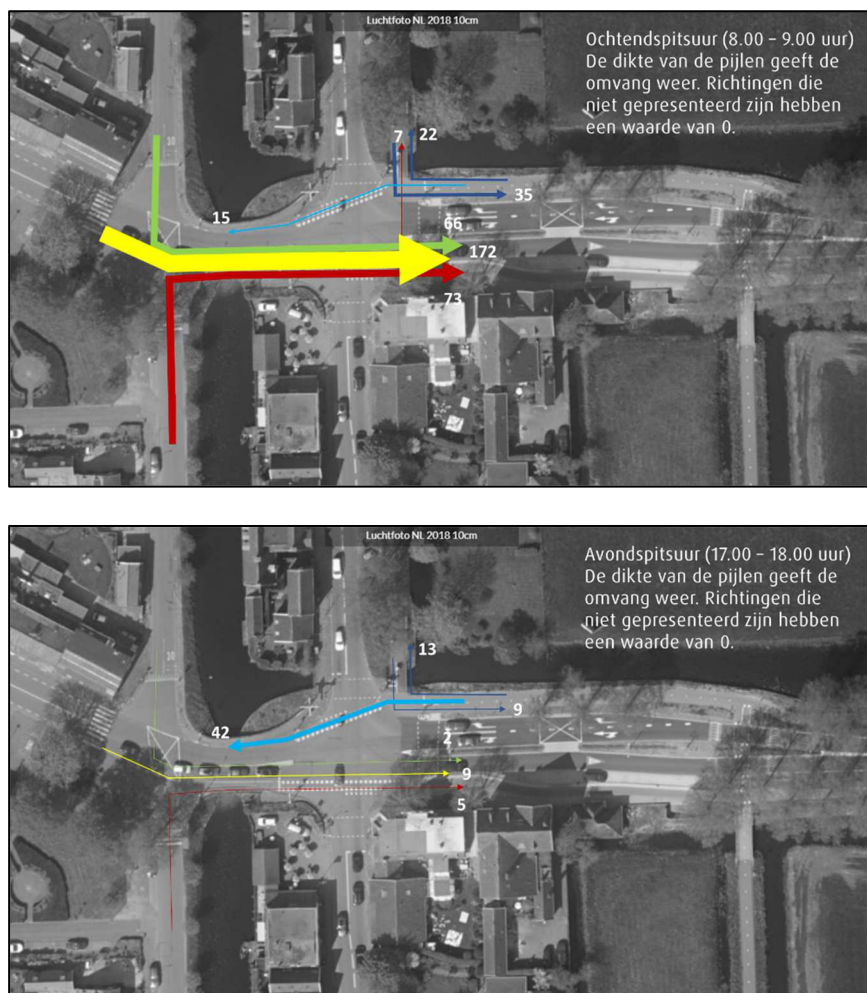 Luchtfoto NL 2018 10cm
Ochtendspitsuur (8.00 – 9.00 uur)
De dikte van de pijlen geeft de
omvang weer. Richtingen die
niet gepresenteerd zijn hebben
een waarde van 0.
7
22
35
15
66
172
73
Luchtfoto NL 2018 10cm
Avondspitsuur (17.00 – 18.00 uur)
De dikte van de pijlen geeft de
omvang weer. Richtingen die
niet gepresenteerd zijn hebben
een waarde van 0.
13
9
42
2
9
5